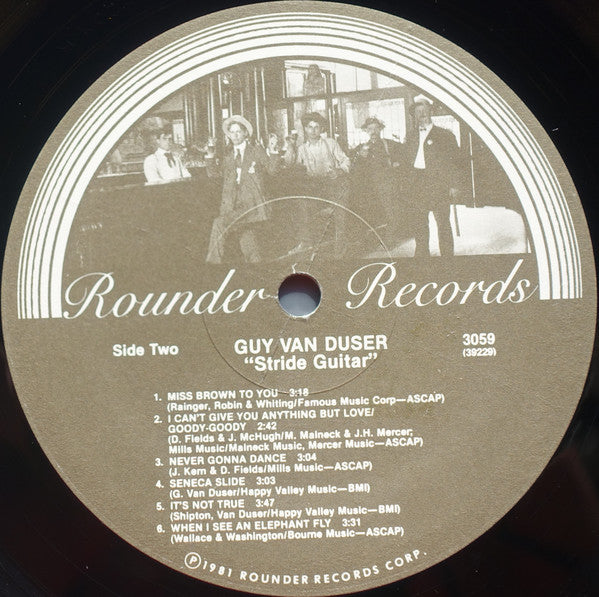 Rounder Records
Side Two
GUY VAN DUSER
"Stride Guitar"
3059
(39229)
1. MISS BROWN TO YOU 3:18
(Rainger, Robin & Whiting/Famous Music Corp—ASCAP)
2. I CAN'T GIVE YOU ANYTHING BUT LOVE/
GOODY-GOODY 2:42
(D. Fields & J. McHugh/M. Malneck & J.H. Mercer;
Mills Music/Malneck Music, Mercer Music—ASCAP)
3. NEVER GONNA DANCE 3:04
(J. Kern & D. Fields/Mills Music—ASCAP)
4. SENECA SLIDE 3:03
(G. Van Duser/Happy Valley Music—BMI)
5. IT'S NOT TRUE 3:47
(Shipton, Van Duser/Happy Valley Music—BMI)
6. WHEN I SEE AN ELEPHANT FLY 3:31
(Wallace & Washington/Bourne Music—ASCAP)
Ⓟ1981 ROUNDER RECORDS CORP.